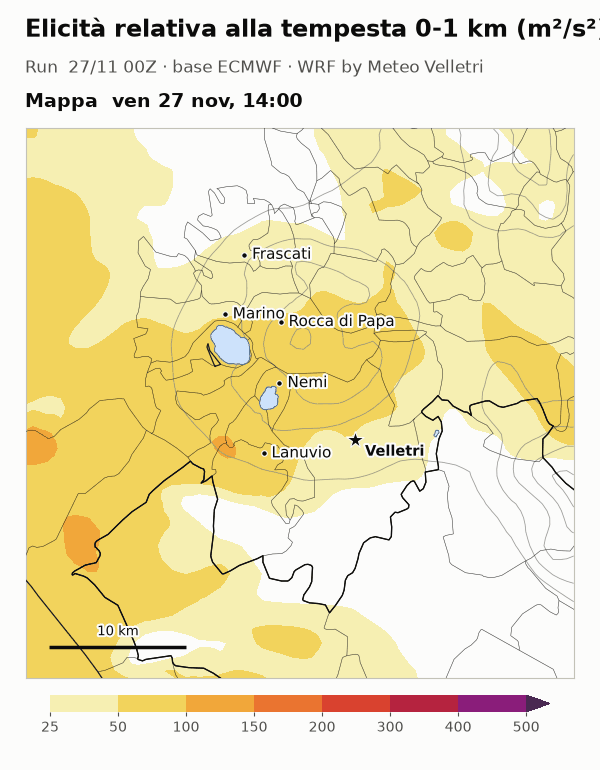 Elicità relativa alla tempesta 0-1 km (m²/s²)
Run 27/11 00Z · base ECMWF · WRF by Meteo Velletri
Mappa ven 27 nov, 14:00
Frascati
Marino
Rocca di Papa
Nemi
Velletri
Lanuvio
10 km
25 50 100 150 200 300 400 500